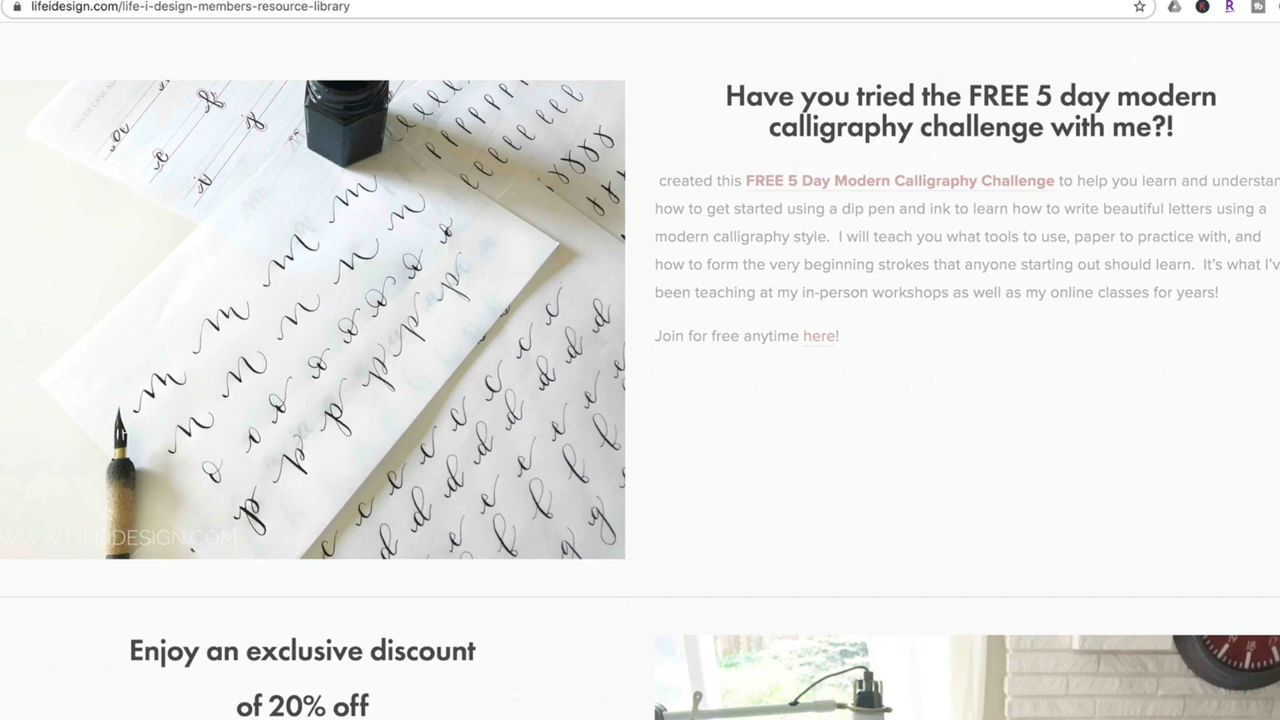 lifeidesign.com/life-i-design-members-resource-library
Have you tried the FREE 5 day modern
calligraphy challenge with me?!
created this FREE 5 Day Modern Calligraphy Challenge to help you learn and understan
how to get started using a dip pen and ink to learn how to write beautiful letters using a
modern calligraphy style. I will teach you what tools to use, paper to practice with, and
how to form the very beginning strokes that anyone starting out should learn. It's what I'v
been teaching at my in-person workshops as well as my online classes for years!
Join for free anytime here!
m m m m m
n n n n n
o o o o o o o
WWW.LIFEIDESIGN.COM
Enjoy an exclusive discount
of 20% off